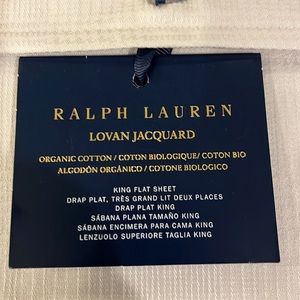 RALPH LAUREN
LOVAN JACQUARD
ORGANIC COTTON / COTON BIOLOGIQUE/ COTON BIO
ALGODÓN ORGÁNICO / COTONE BIOLOGICO
KING FLAT SHEET
DRAP PLAT, TRÈS GRAND LIT DEUX PLACES
DRAP PLAT KING
SÁBANA PLANA TAMAÑO KING
SÁBANA ENCIMERA PARA CAMA KING
LENZUOLO SUPERIORE TAGLIA KING